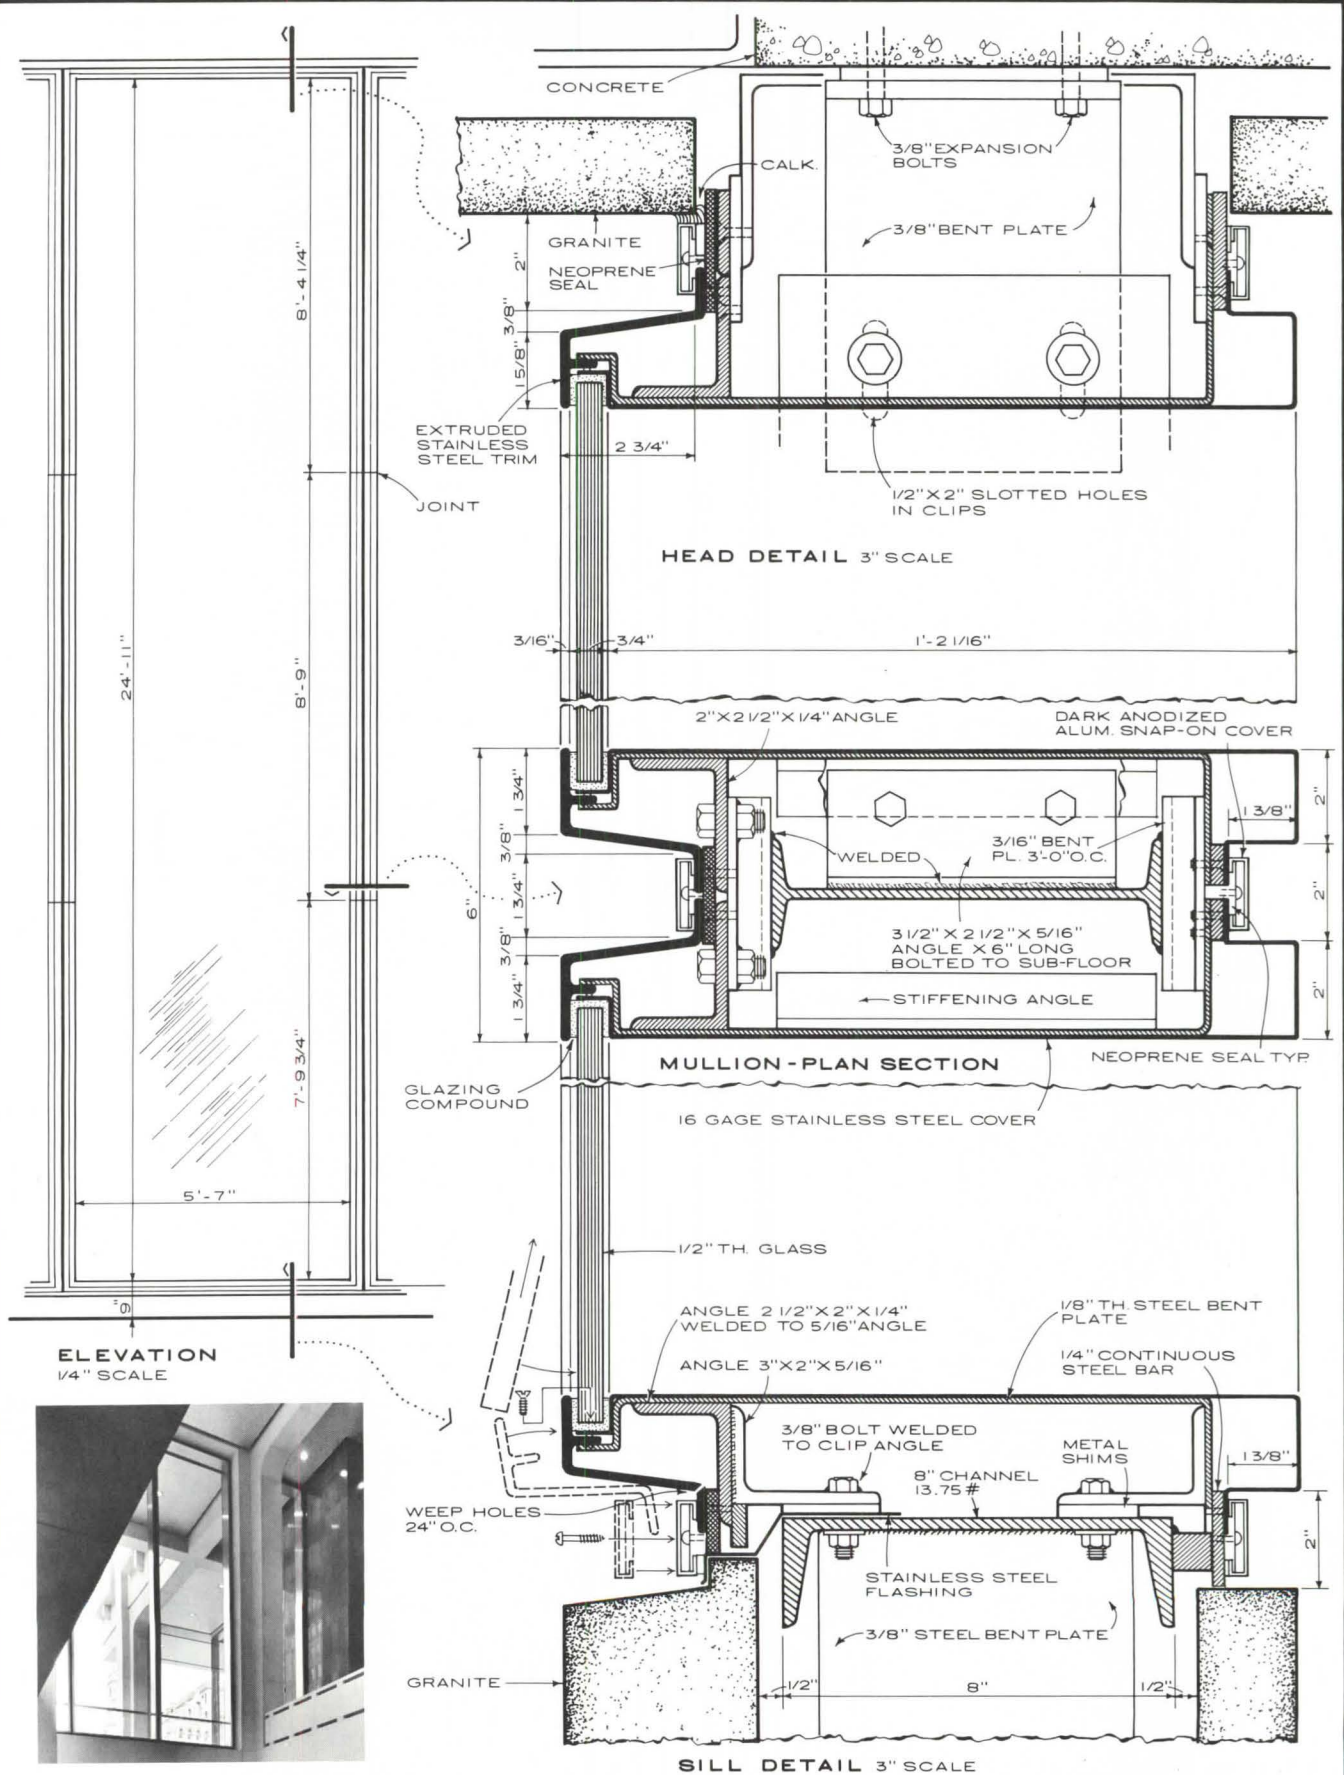 CONCRETE
3/8" EXPANSION
BOLTS
CALK.
3/8" BENT PLATE
GRANITE
NEOPRENE
SEAL
2"
3/8"
1 5/8"
EXTRUDED
STAINLESS
STEEL TRIM
2 3/4"
1/2" X 2" SLOTTED HOLES
IN CLIPS
HEAD DETAIL 3" SCALE
8'-4 1/4"
JOINT
24'-11"
8'-9"
7'-9 3/4"
5'-7"
9"
ELEVATION
1/4" SCALE
3/16"
3/4"
1'-2 1/16"
2" X 2 1/2" X 1/4" ANGLE
DARK ANODIZED
ALUM. SNAP-ON COVER
6"
1 3/4"
3/8"
1 3/4"
3/8"
1 3/4"
WELDED
3/16" BENT
PL. 3'-0" O.C.
1 3/8"
2"
2"
2"
3 1/2" X 2 1/2" X 5/16"
ANGLE X 6" LONG
BOLTED TO SUB-FLOOR
STIFFENING ANGLE
MULLION-PLAN SECTION
NEOPRENE SEAL TYP.
GLAZING
COMPOUND
16 GAGE STAINLESS STEEL COVER
1/2" TH. GLASS
ANGLE 2 1/2" X 2" X 1/4"
WELDED TO 5/16" ANGLE
1/8" TH. STEEL BENT
PLATE
ANGLE 3" X 2" X 5/16"
1/4" CONTINUOUS
STEEL BAR
3/8" BOLT WELDED
TO CLIP ANGLE
METAL
SHIMS
8" CHANNEL
13.75 #
1 3/8"
WEEP HOLES
24" O.C.
2"
STAINLESS STEEL
FLASHING
3/8" STEEL BENT PLATE
GRANITE
1/2"
8"
1/2"
SILL DETAIL 3" SCALE